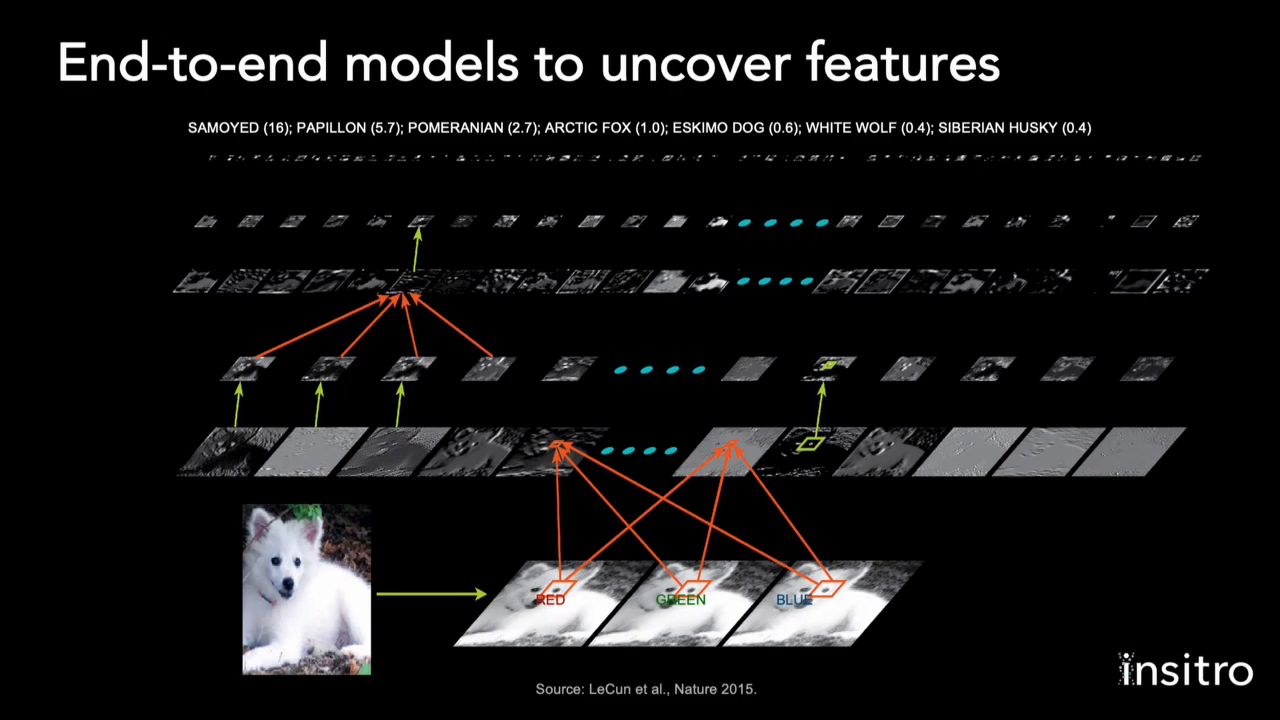 End-to-end models to uncover features
SAMOYED (16); PAPILLON (5.7); POMERANIAN (2.7); ARCTIC FOX (1.0); ESKIMO DOG (0.6); WHITE WOLF (0.4); SIBERIAN HUSKY (0.4)
RED
GREEN
BLUE
insitro
Source: LeCun et al., Nature 2015.